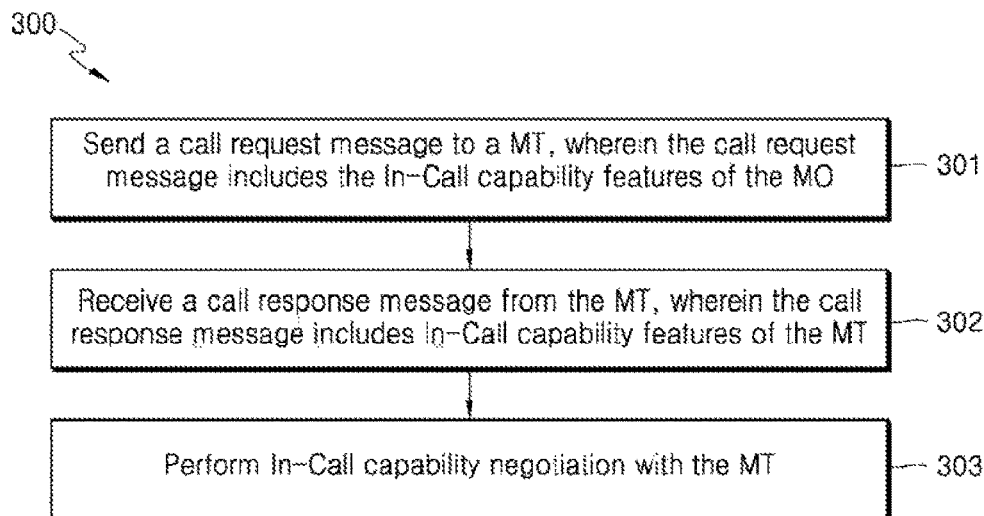 300
Send a call request message to a MT, wherein the call request
message includes the In-Call capability features of the MO
301
Receive a call response message from the MT, wherein the call
response message includes In-Call capability features of the MT
302
Perform In-Call capability negotiation with the MT
303